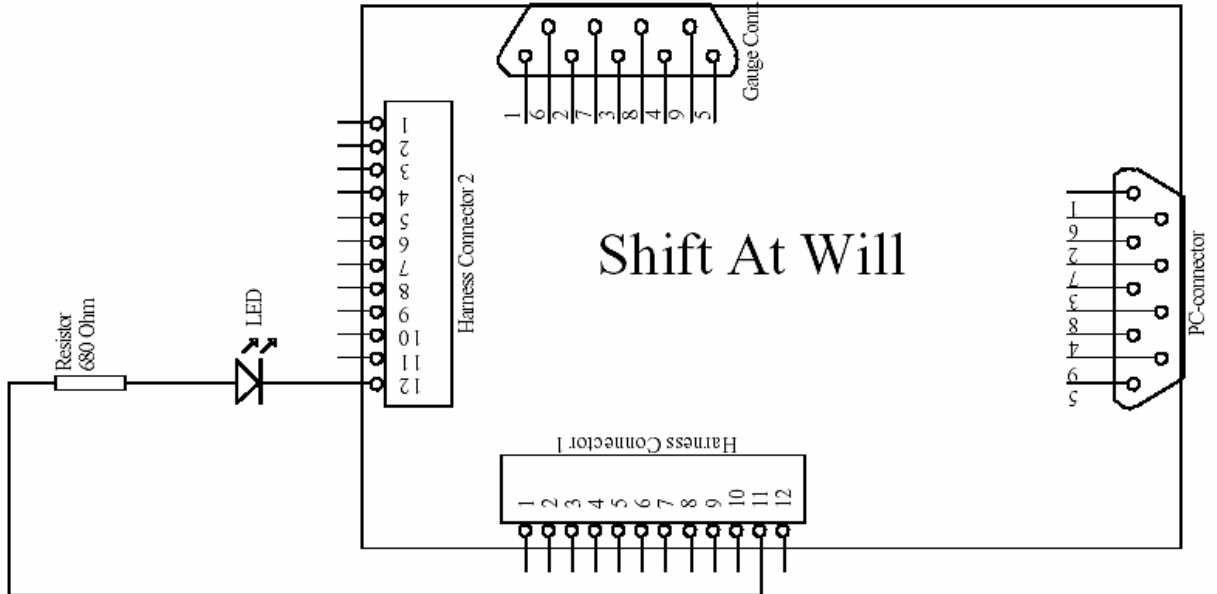 Gauge Conn.
1 6 2 7 3 8 4 9 5
1
2
3
4
5
6
7
8
9
10
11
12
Harness Connector 2
Shift At Will
1
6
2
7
3
8
4
9
5
PC-connector
LED
Resistor
680 Ohm
Harness Connector 1
1 2 3 4 5 6 7 8 9 10 11 12